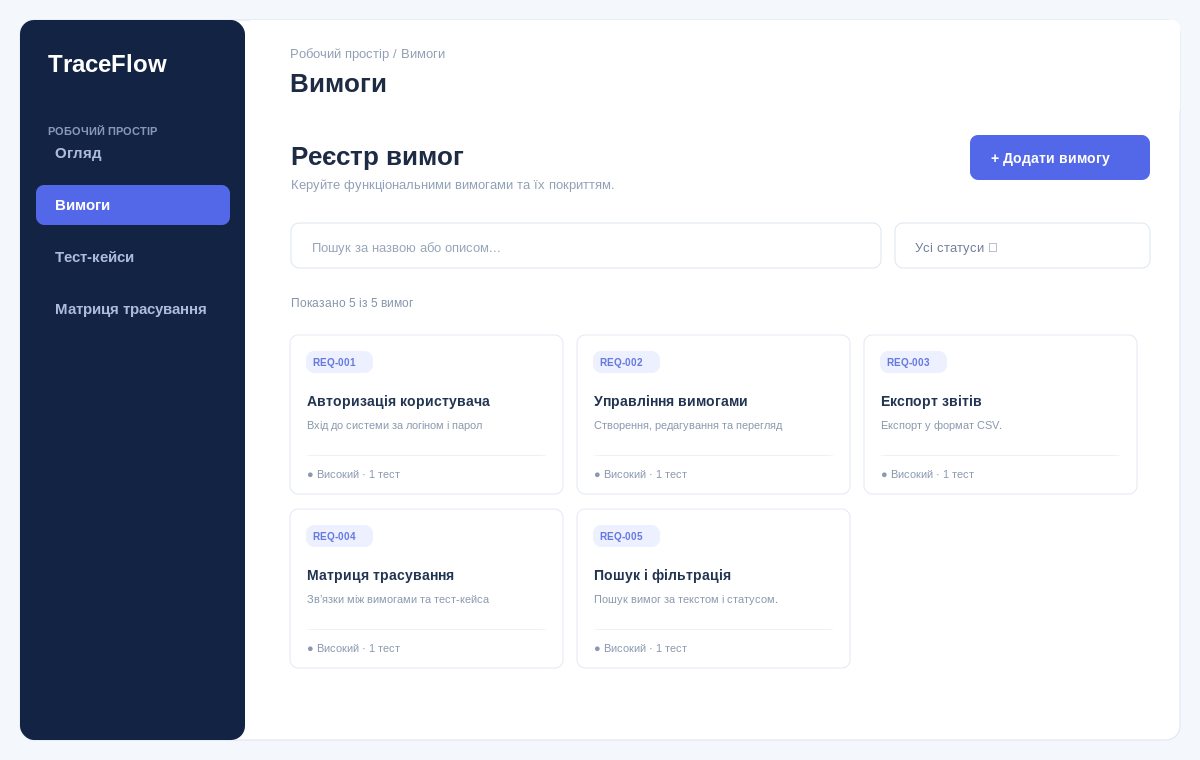 TraceFlow
РОБОЧИЙ ПРОСТІР
Огляд
Вимоги
Тест-кейси
Матриця трасування
Робочий простір / Вимоги
Вимоги
Реєстр вимог
Керуйте функціональними вимогами та їх покриттям.
+ Додати вимогу
Пошук за назвою або описом...
Усі статуси
Показано 5 із 5 вимог
REQ-001
Авторизація користувача
Вхід до системи за логіном і парол
● Високий · 1 тест
REQ-002
Управління вимогами
Створення, редагування та перегляд
● Високий · 1 тест
REQ-003
Експорт звітів
Експорт у формат CSV.
● Високий · 1 тест
REQ-004
Матриця трасування
Зв'язки між вимогами та тест-кейса
● Високий · 1 тест
REQ-005
Пошук і фільтрація
Пошук вимог за текстом і статусом.
● Високий · 1 тест